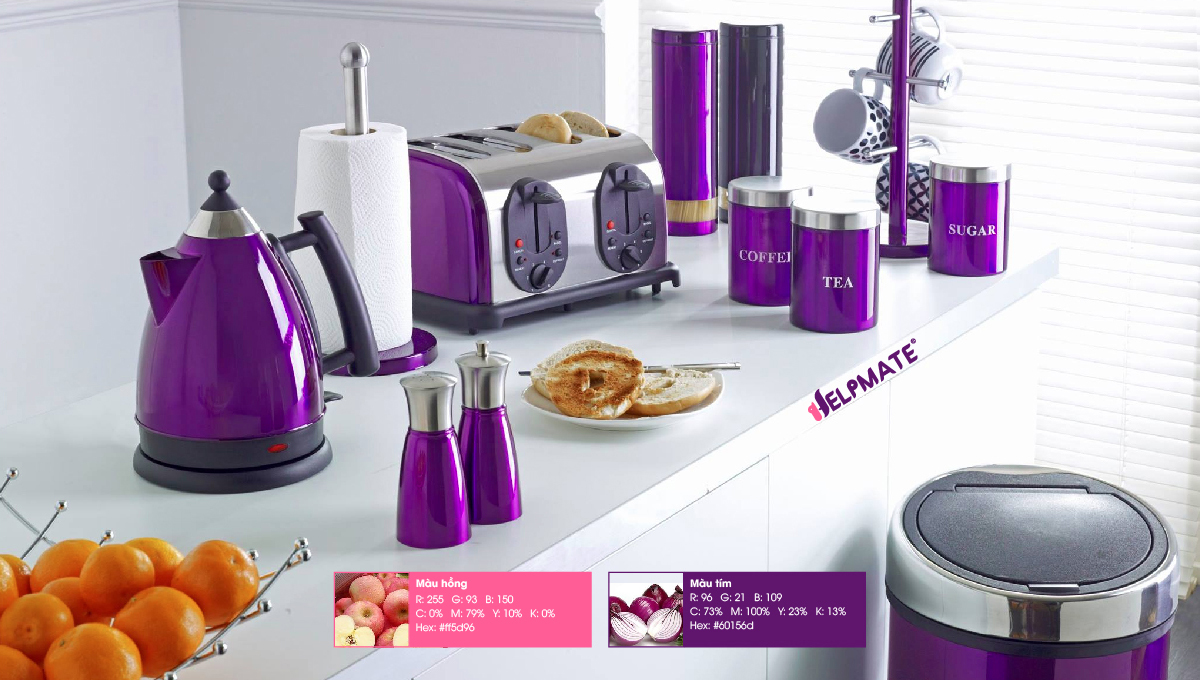 COFFEE
TEA
SUGAR
HELPMATE®
Màu hồng
R: 255 G: 93 B: 150
C: 0% M: 79% Y: 10% K: 0%
Hex: #ff5d96
Màu tím
R: 96 G: 21 B: 109
C: 73% M: 100% Y: 23% K: 13%
Hex: #60156d